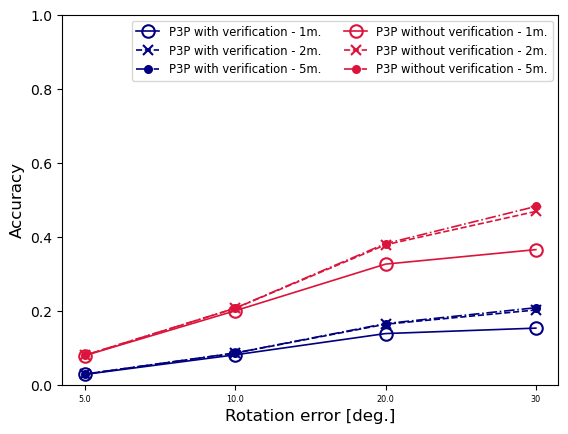 1.0
P3P with verification - 1m.
P3P with verification - 2m.
P3P with verification - 5m.
P3P without verification - 1m.
P3P without verification - 2m.
P3P without verification - 5m.
0.8
0.6
0.4
0.2
0.0
Accuracy
5.0 10.0 20.0 30
Rotation error [deg.]